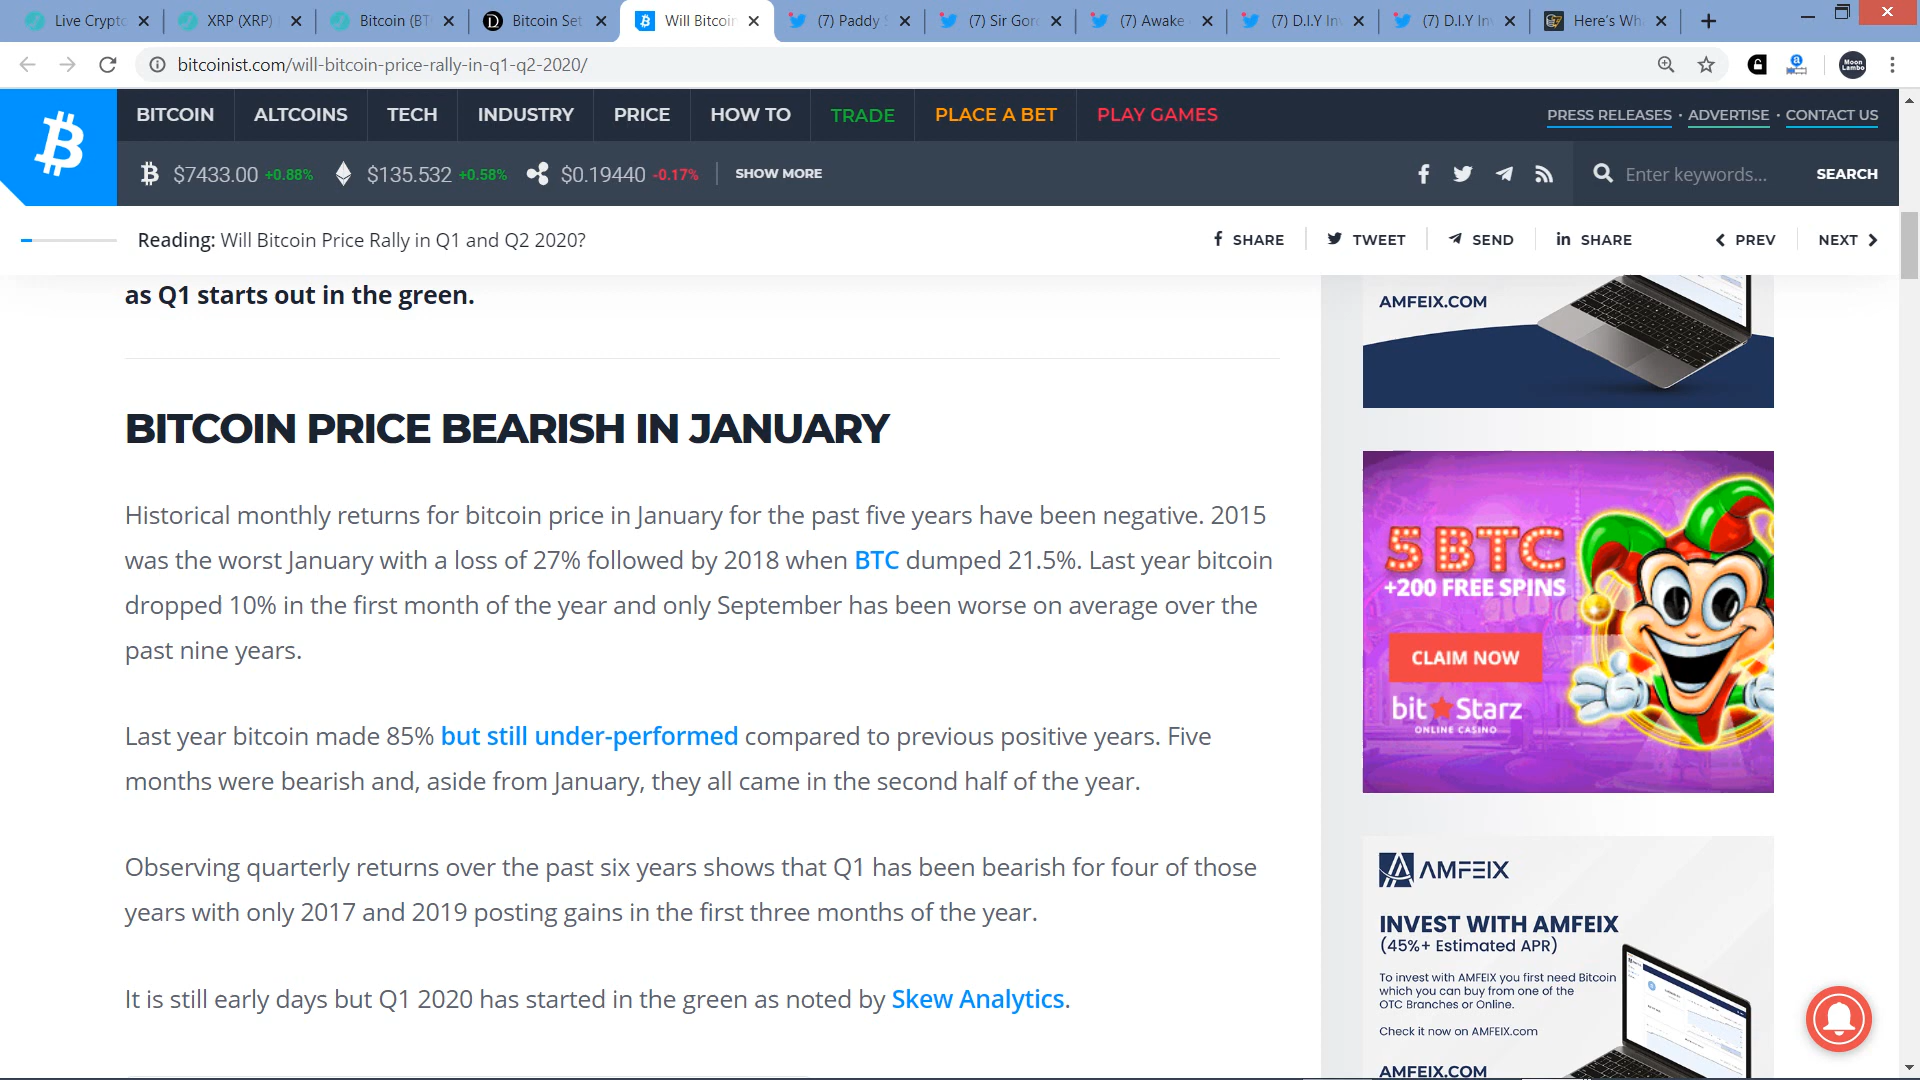 Live Crypto
XRP (XRP)
Bitcoin (BT
Bitcoin Set
Will Bitcoin
(7) Paddy S
(7) Sir Gord
(7) Awake
(7) D.I.Y Inv
(7) D.I.Y Inv
Here's Wh
bitcoinist.com/will-bitcoin-price-rally-in-q1-q2-2020/
Moon Lambo
BITCOIN ALTCOINS TECH INDUSTRY PRICE HOW TO TRADE PLACE A BET PLAY GAMES
PRESS RELEASES · ADVERTISE · CONTACT US
$7433.00 +0.88% $135.532 +0.58% $0.19440 -0.17% SHOW MORE
Enter keywords... SEARCH
Reading: Will Bitcoin Price Rally in Q1 and Q2 2020?
SHARE TWEET SEND SHARE PREV NEXT
as Q1 starts out in the green.
BITCOIN PRICE BEARISH IN JANUARY
Historical monthly returns for bitcoin price in January for the past five years have been negative. 2015
was the worst January with a loss of 27% followed by 2018 when BTC dumped 21.5%. Last year bitcoin
dropped 10% in the first month of the year and only September has been worse on average over the
past nine years.
Last year bitcoin made 85% but still under-performed compared to previous positive years. Five
months were bearish and, aside from January, they all came in the second half of the year.
Observing quarterly returns over the past six years shows that Q1 has been bearish for four of those
years with only 2017 and 2019 posting gains in the first three months of the year.
It is still early days but Q1 2020 has started in the green as noted by Skew Analytics.
AMFEIX.COM
5 BTC
+200 FREE SPINS
CLAIM NOW
bitStarz
ONLINE CASINO
AMFEIX
INVEST WITH AMFEIX
(45%+ Estimated APR)
To invest with AMFEIX you first need Bitcoin
which you can buy from one of the
OTC Branches or Online.
Check it now on AMFEIX.com
AMFEIX.COM